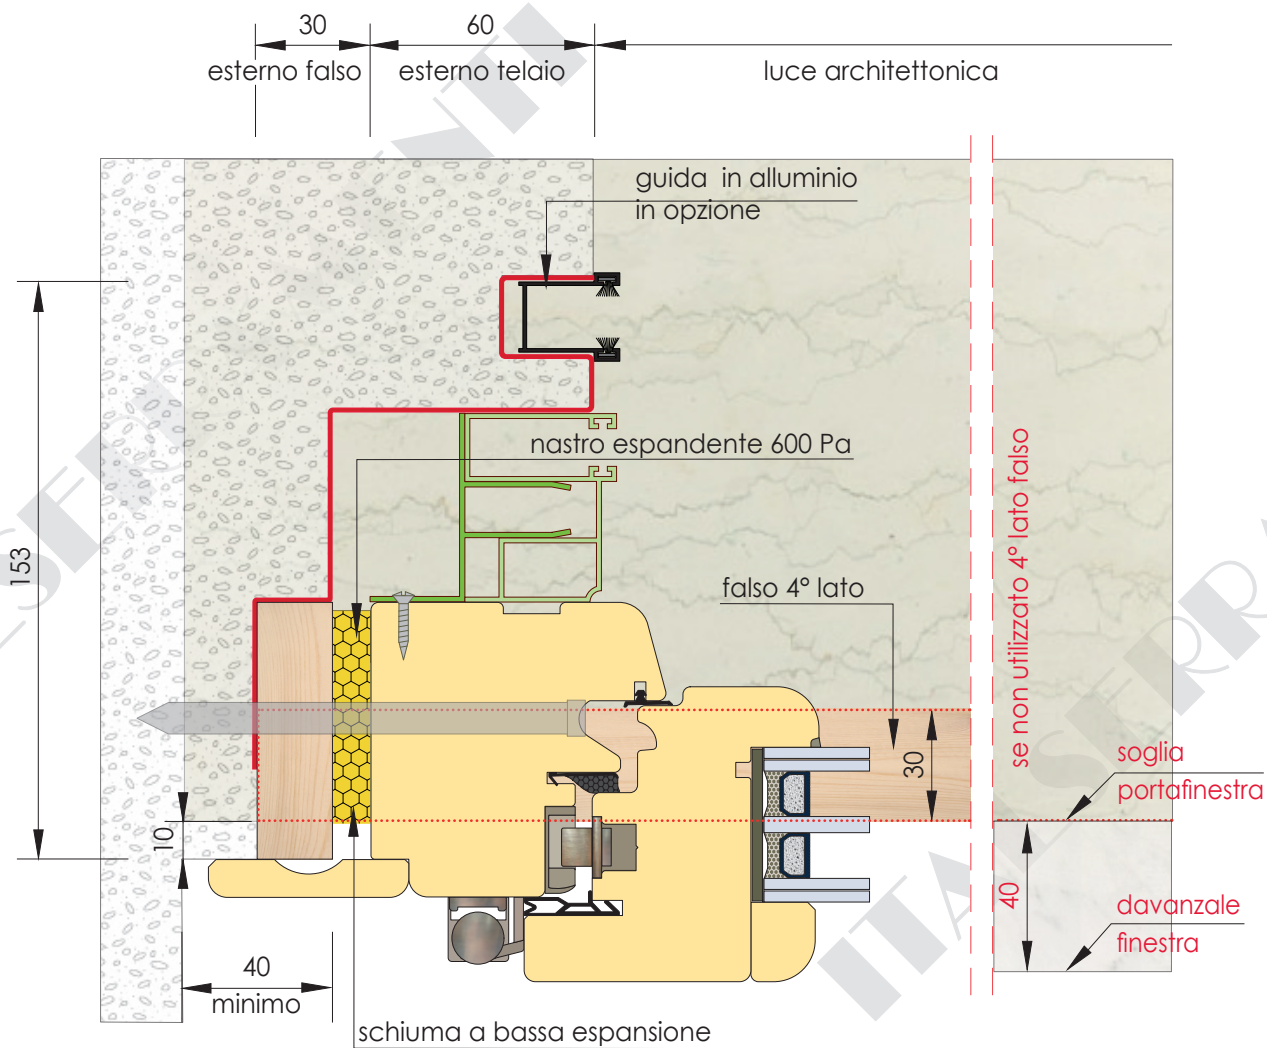 30
60
esterno falso
esterno telaio
luce architettonica
guida in alluminio
in opzione
nastro espandente 600 Pa
153
falso 4° lato
se non utilizzato 4° lato falso
30
soglia
portafinestra
10
40
davanzale
finestra
40
minimo
schiuma a bassa espansione